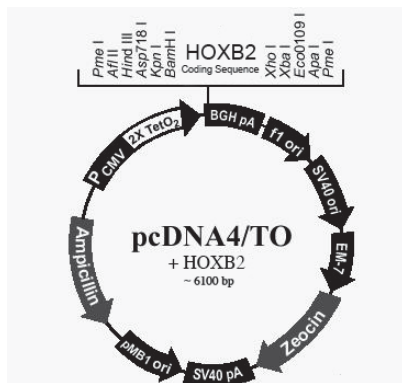 Pme I
Afl II
Hind III
Asp718 I
Kpn I
BamH I
HOXB2
Coding Sequence
Xho I
Xba I
Eco0109 I
Apa I
Pme I
P CMV
2X TetO2
BGH pA
f1 ori
SV40 ori
EM-7
Zeocin
SV40 pA
pMB1 ori
Ampicillin
pcDNA4/TO
+ HOXB2
~ 6100 bp